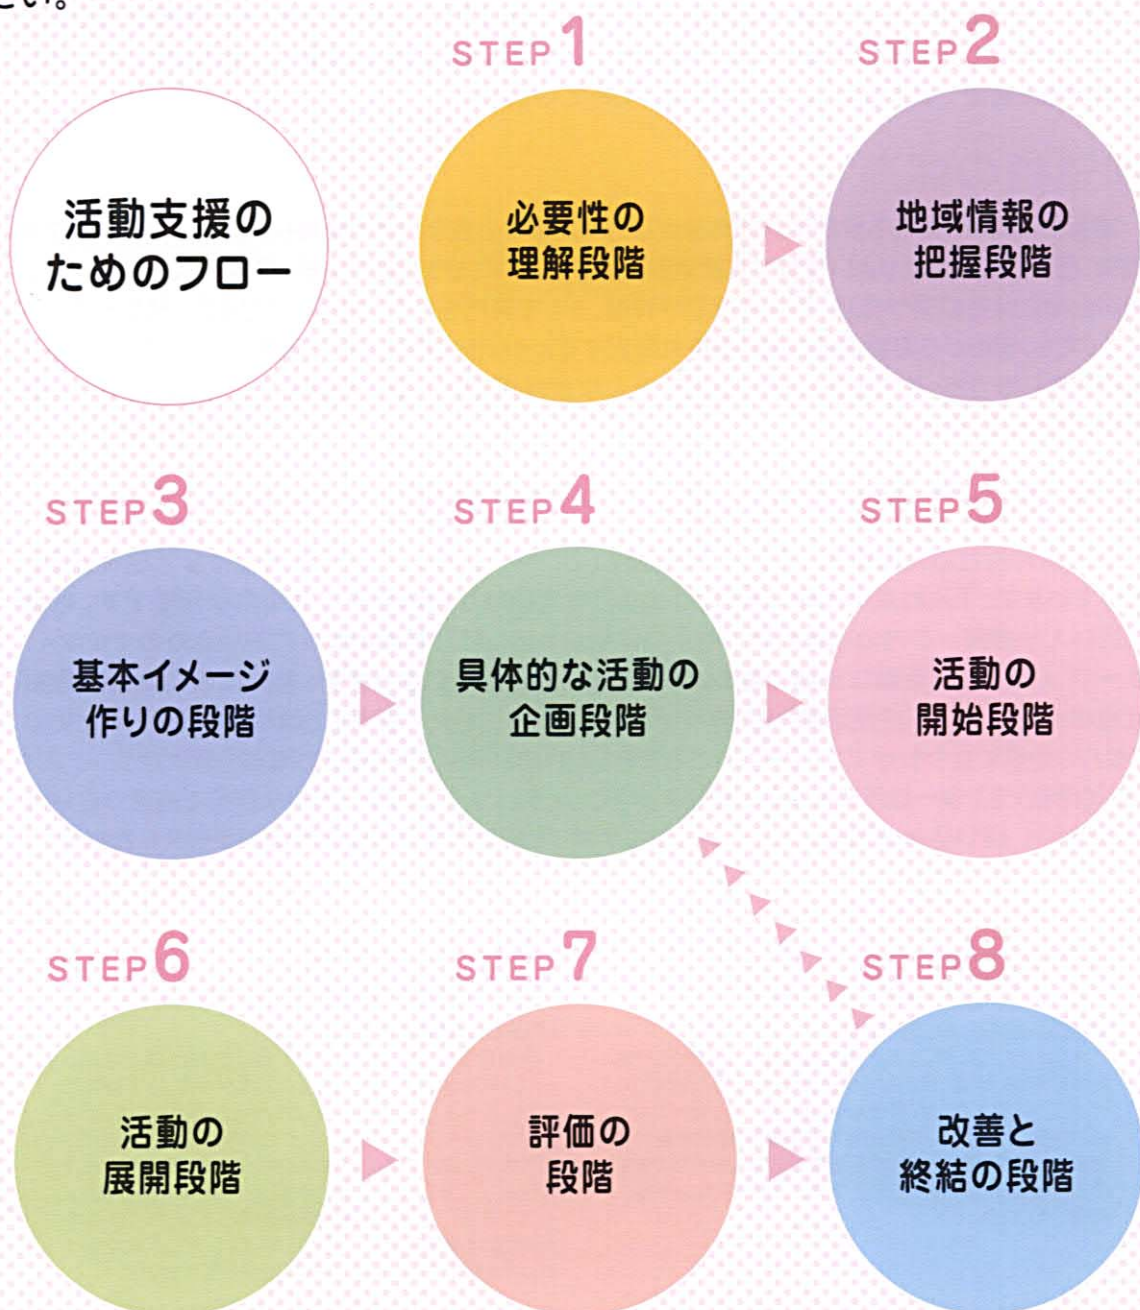 さい。
STEP1
STEP2
活動支援の
ためのフロー
必要性の
理解段階
地域情報の
把握段階
STEP3
STEP4
STEP5
基本イメージ
作りの段階
具体的な活動の
企画段階
活動の
開始段階
STEP6
STEP7
STEP8
活動の
展開段階
評価の
段階
改善と
終結の段階